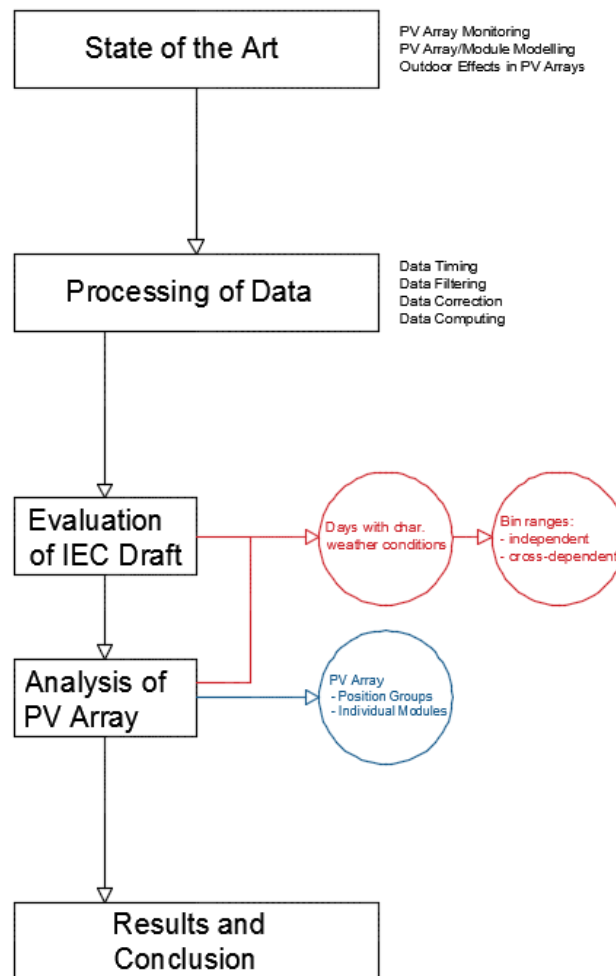 State of the Art
PV Array Monitoring
PV Array/Module Modelling
Outdoor Effects in PV Arrays
Processing of Data
Data Timing
Data Filtering
Data Correction
Data Computing
Evaluation
of IEC Draft
Days with char.
weather conditions
Bin ranges:
- independent
- cross-dependent
Analysis of
PV Array
PV Array
- Position Groups
- Individual Modules
Results and
Conclusion